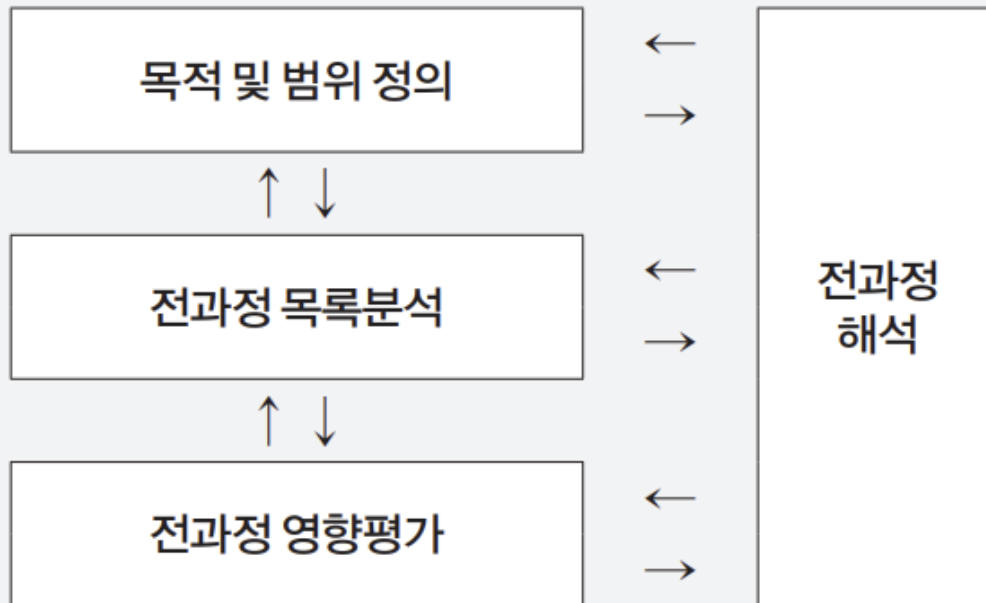 목적 및 범위 정의
전과정 목록분석
전과정 영향평가
전과정
해석